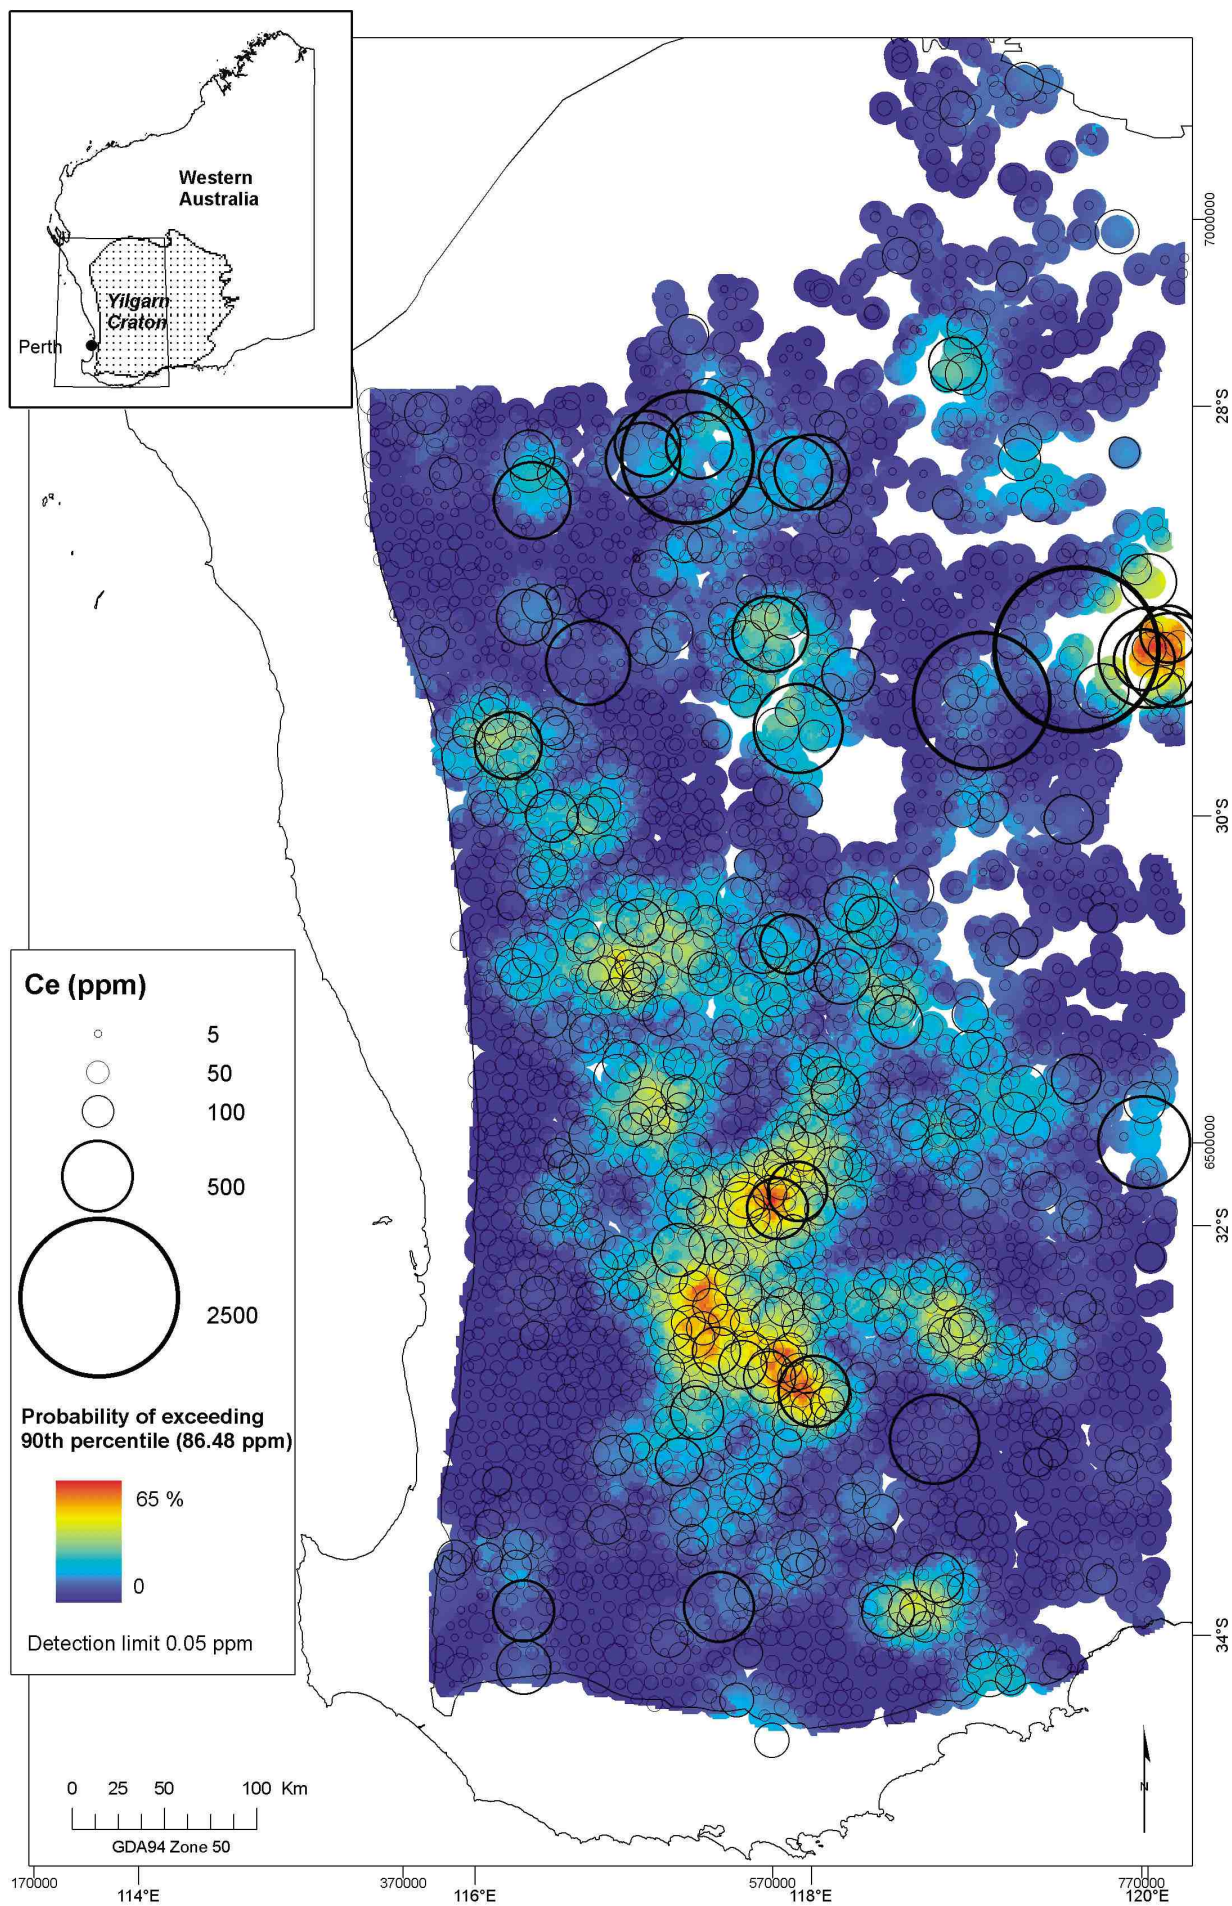 Western
Australia
Yilgarn
Craton
Perth
7000000
28°S
30°S
6500000
32°S
34°S
Ce (ppm)
5
50
100
500
2500
Probability of exceeding
90th percentile (86.48 ppm)
65 %
0
Detection limit 0.05 ppm
0 25 50 100 Km
GDA94 Zone 50
N
170000 370000 570000 770000
114°E 116°E 118°E 120°E